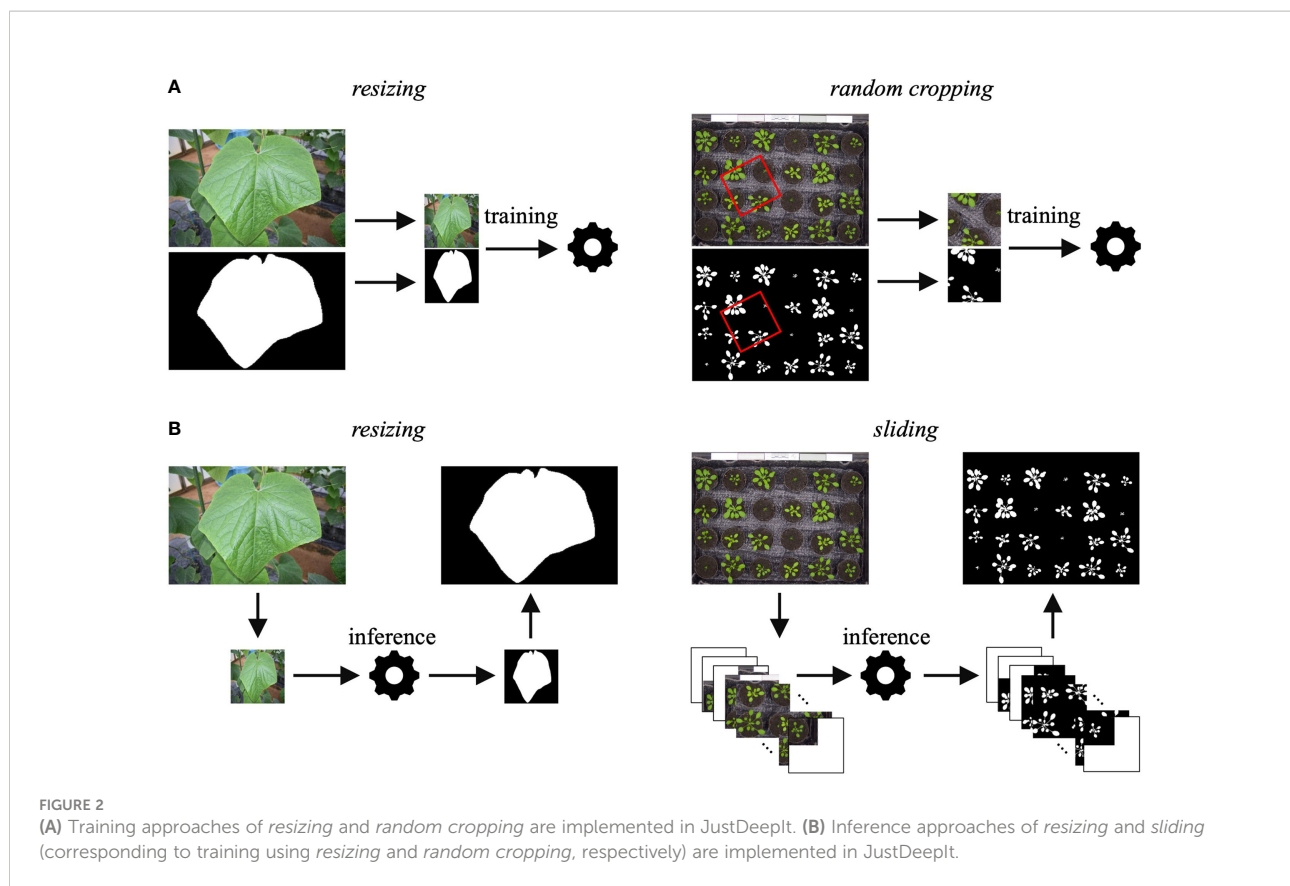 A
resizing
random cropping
training
training
B
resizing
sliding
inference
inference
FIGURE 2
(A) Training approaches of resizing and random cropping are implemented in JustDeepIt. (B) Inference approaches of resizing and sliding
(corresponding to training using resizing and random cropping, respectively) are implemented in JustDeepIt.